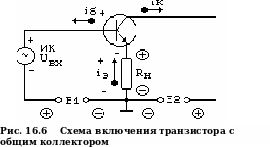 iб +
iк
+
ИК
Uвх
-
+
iэ
-
+
Rн
-
Е1
Е2
+ - + -
Рис. 16.6 Схема включения транзистора с
общим коллектором